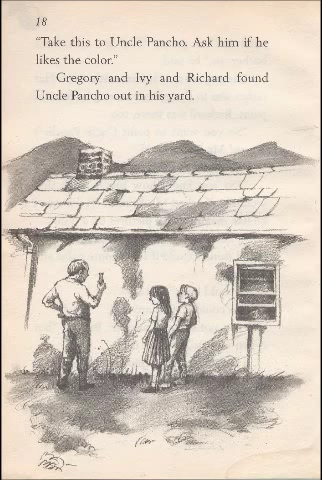 18
“Take this to Uncle Pancho. Ask him if he
likes the color.”
Gregory and Ivy and Richard found
Uncle Pancho out in his yard.